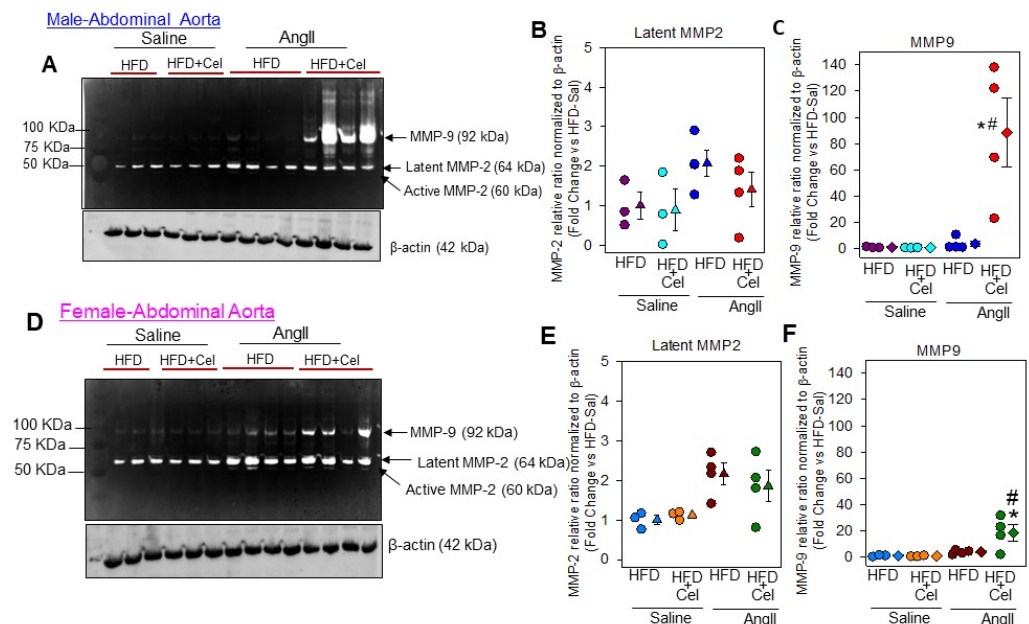 Male-Abdominal Aorta
Saline
AngII
HFD
HFD+Cel
HFD
HFD+Cel
A
100 KDa
75 KDa
50 KDa
MMP-9 (92 kDa)
Latent MMP-2 (64 kDa)
Active MMP-2 (60 kDa)
β-actin (42 kDa)
B
Latent MMP2
MMP-2 relative ratio normalized to β-actin
(Fold Change vs HFD-Sal)
5
4
3
2
1
0
HFD
HFD
+
Cel
HFD
HFD
+
Cel
Saline
AngII
C
MMP9
MMP-9 relative ratio normalized to β-actin
(Fold Change vs HFD-Sal)
140
120
100
80
60
40
20
0
*#
HFD
HFD
+
Cel
HFD
HFD
+
Cel
Saline
AngII
D
Female-Abdominal Aorta
Saline
AngII
HFD
HFD+Cel
HFD
HFD+Cel
100 KDa
75 KDa
50 KDa
MMP-9 (92 kDa)
Latent MMP-2 (64 kDa)
Active MMP-2 (60 kDa)
β-actin (42 kDa)
E
Latent MMP2
MMP-2 relative ratio normalized to β-actin
(Fold Change vs HFD-Sal)
5
4
3
2
1
0
HFD
HFD
+
Cel
HFD
HFD
+
Cel
Saline
AngII
F
MMP9
MMP-9 relative ratio normalized to β-actin
(Fold Change vs HFD-Sal)
140
120
100
80
60
40
20
0
#
*
HFD
HFD
+
Cel
HFD
HFD
+
Cel
Saline
AngII